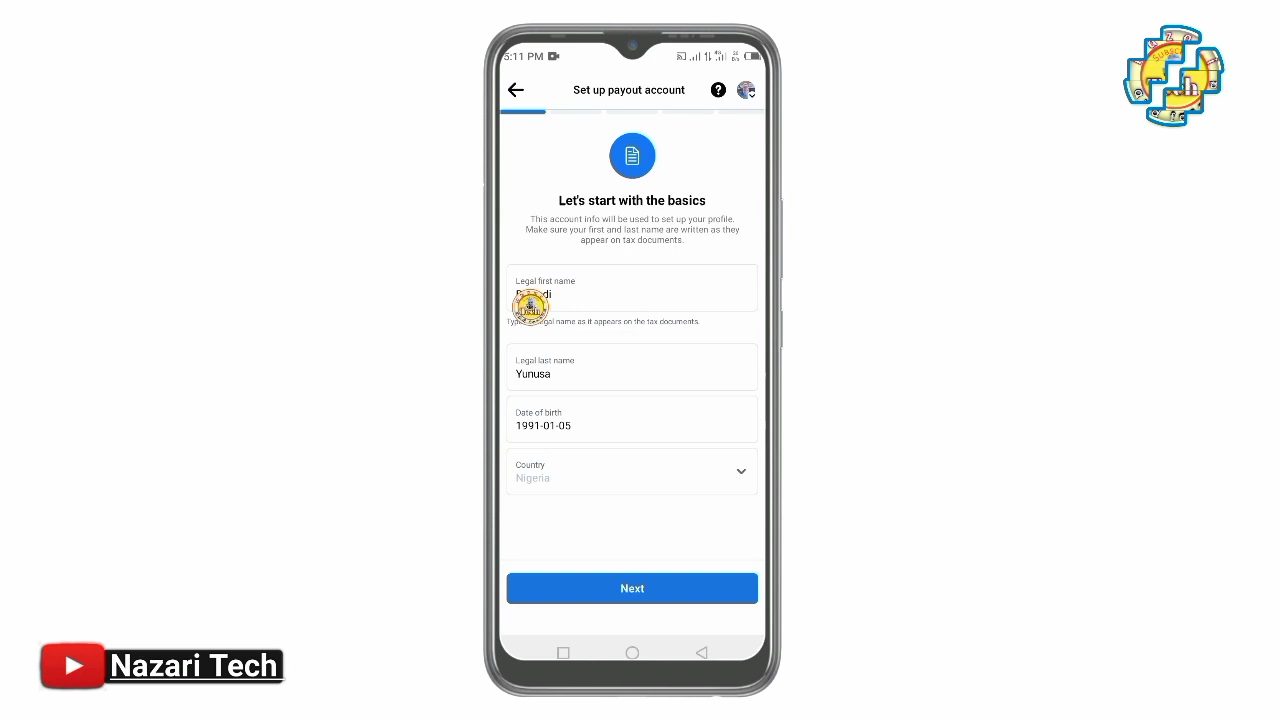 5:11 PM
Set up payout account
Let's start with the basics
This account info will be used to set up your profile.
Make sure your first and last name are written as they
appear on tax documents.
Legal first name
legal name as it appears on the tax documents.
Legal last name
Yunusa
Date of birth
1991-01-05
Country
Nigeria
Next
Nazari Tech